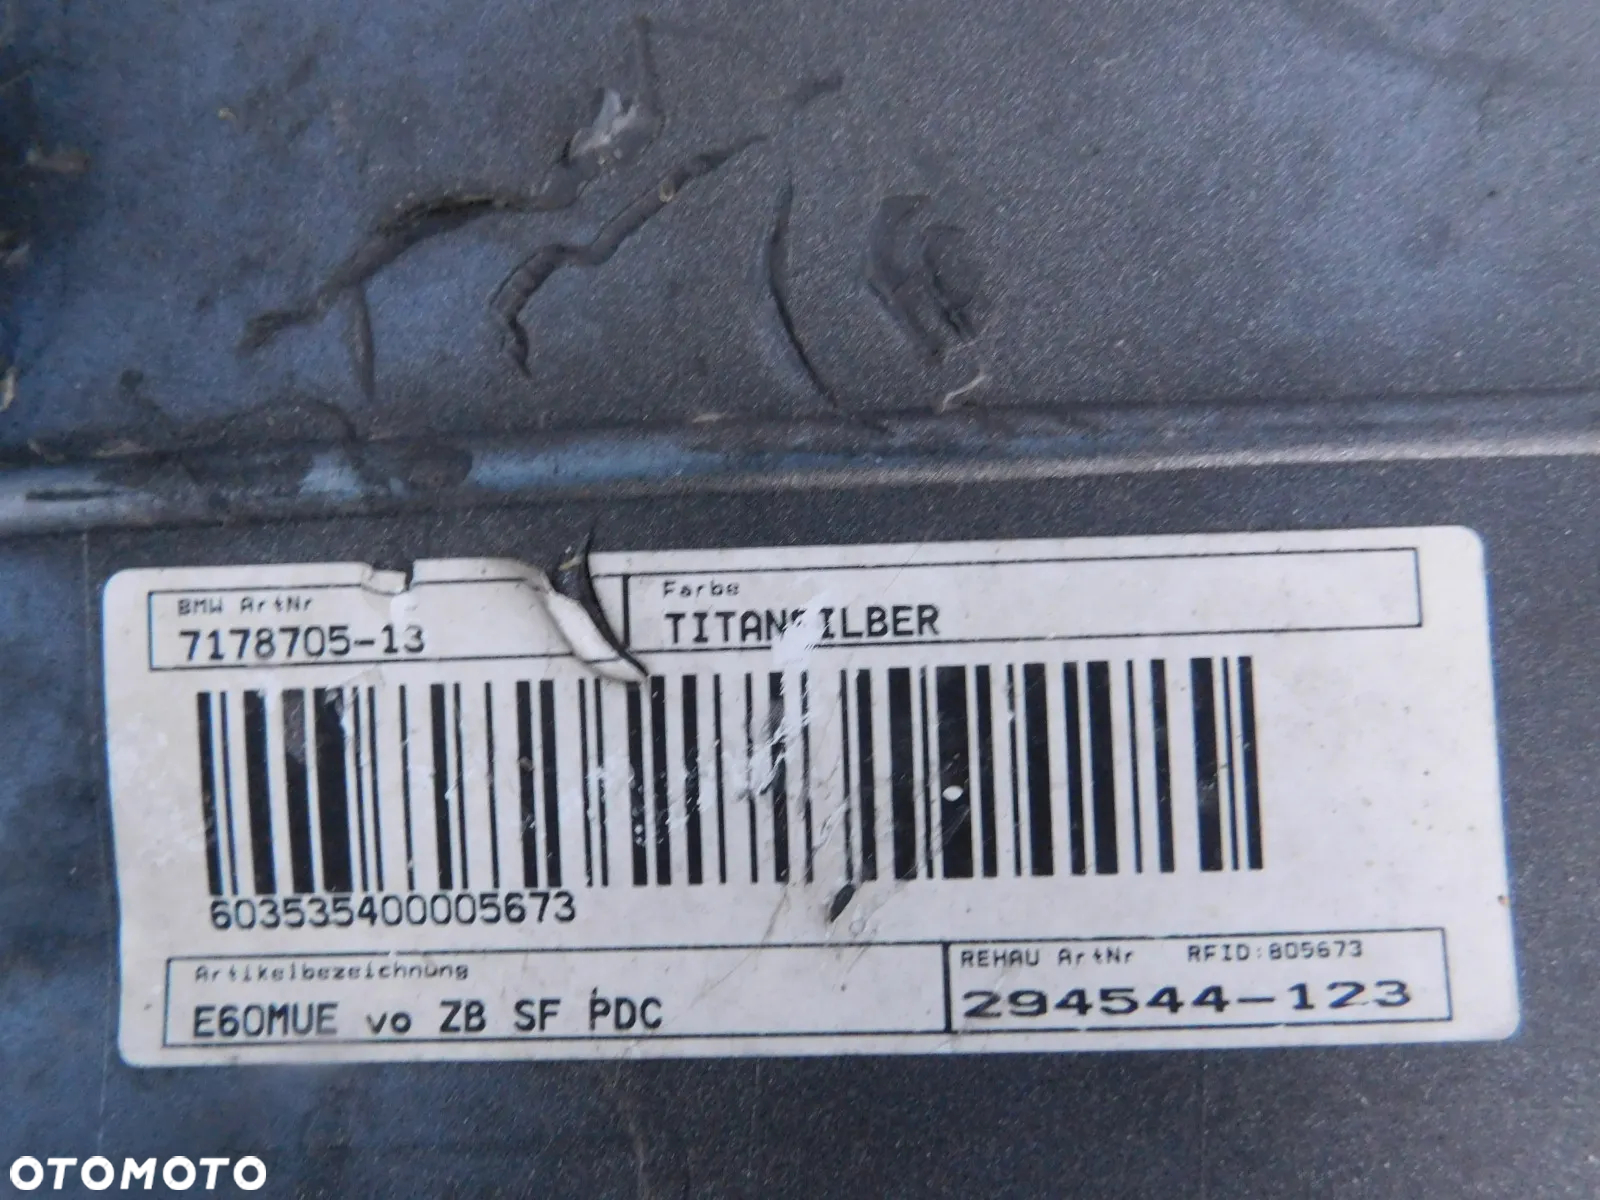 BMW ArtNr
7178705-13
Farbe
TITANSILBER
603535400005673
Artikelbezeichnung
E60MUE vo ZB SF PDC
REHAU ArtNr RFID:805673
294544-123
OTOMOTO